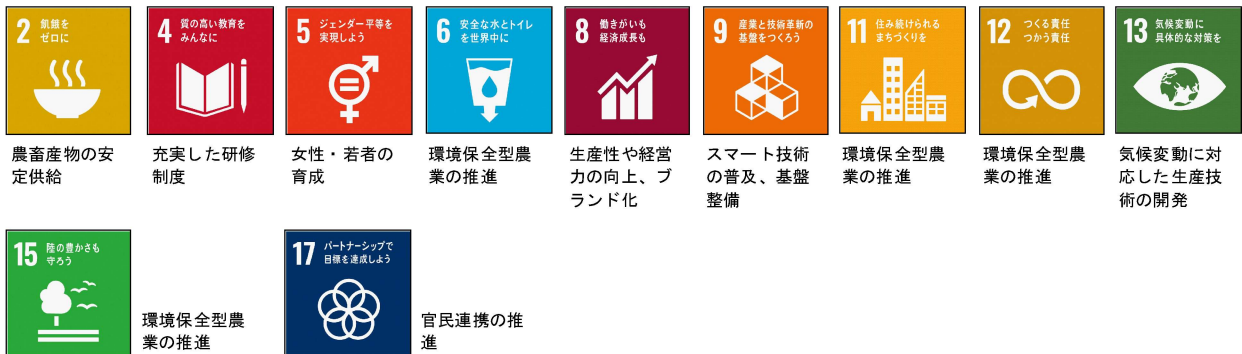 2 飢餓を
ゼロに
農畜産物の安
定供給
4 質の高い教育を
みんなに
充実した研修
制度
5 ジェンダー平等を
実現しよう
女性・若者の
育成
6 安全な水とトイレ
を世界中に
環境保全型農
業の推進
8 働きがいも
経済成長も
生産性や経営
力の向上、ブ
ランド化
9 産業と技術革新の
基盤をつくろう
スマート技術
の普及、基盤
整備
11 住み続けられる
まちづくりを
環境保全型農
業の推進
12 つくる責任
つかう責任
環境保全型農
業の推進
13 気候変動に
具体的な対策を
気候変動に対
応した生産技
術の開発
15 陸の豊かさも
守ろう
環境保全型農
業の推進
17 パートナーシップで
目標を達成しよう
官民連携の推
進